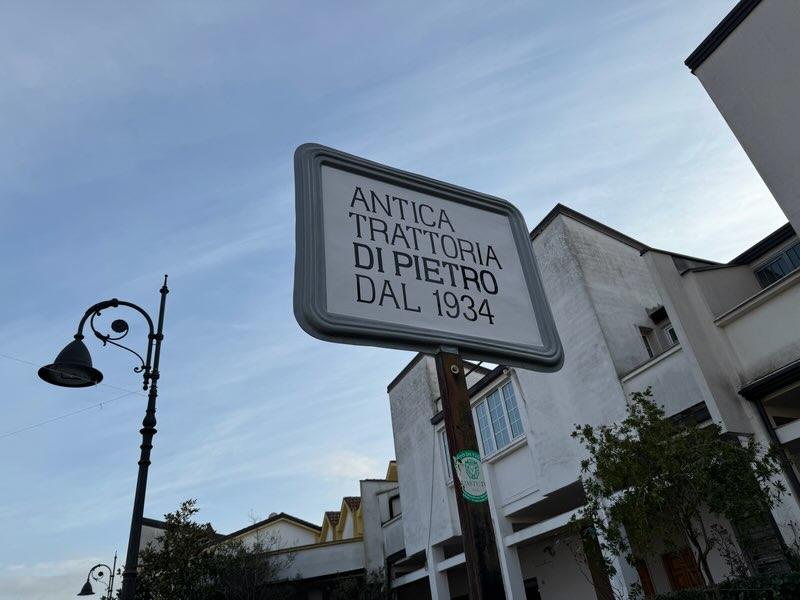 ANTICA
TRATTORIA
DI PIETRO
DAL 1934